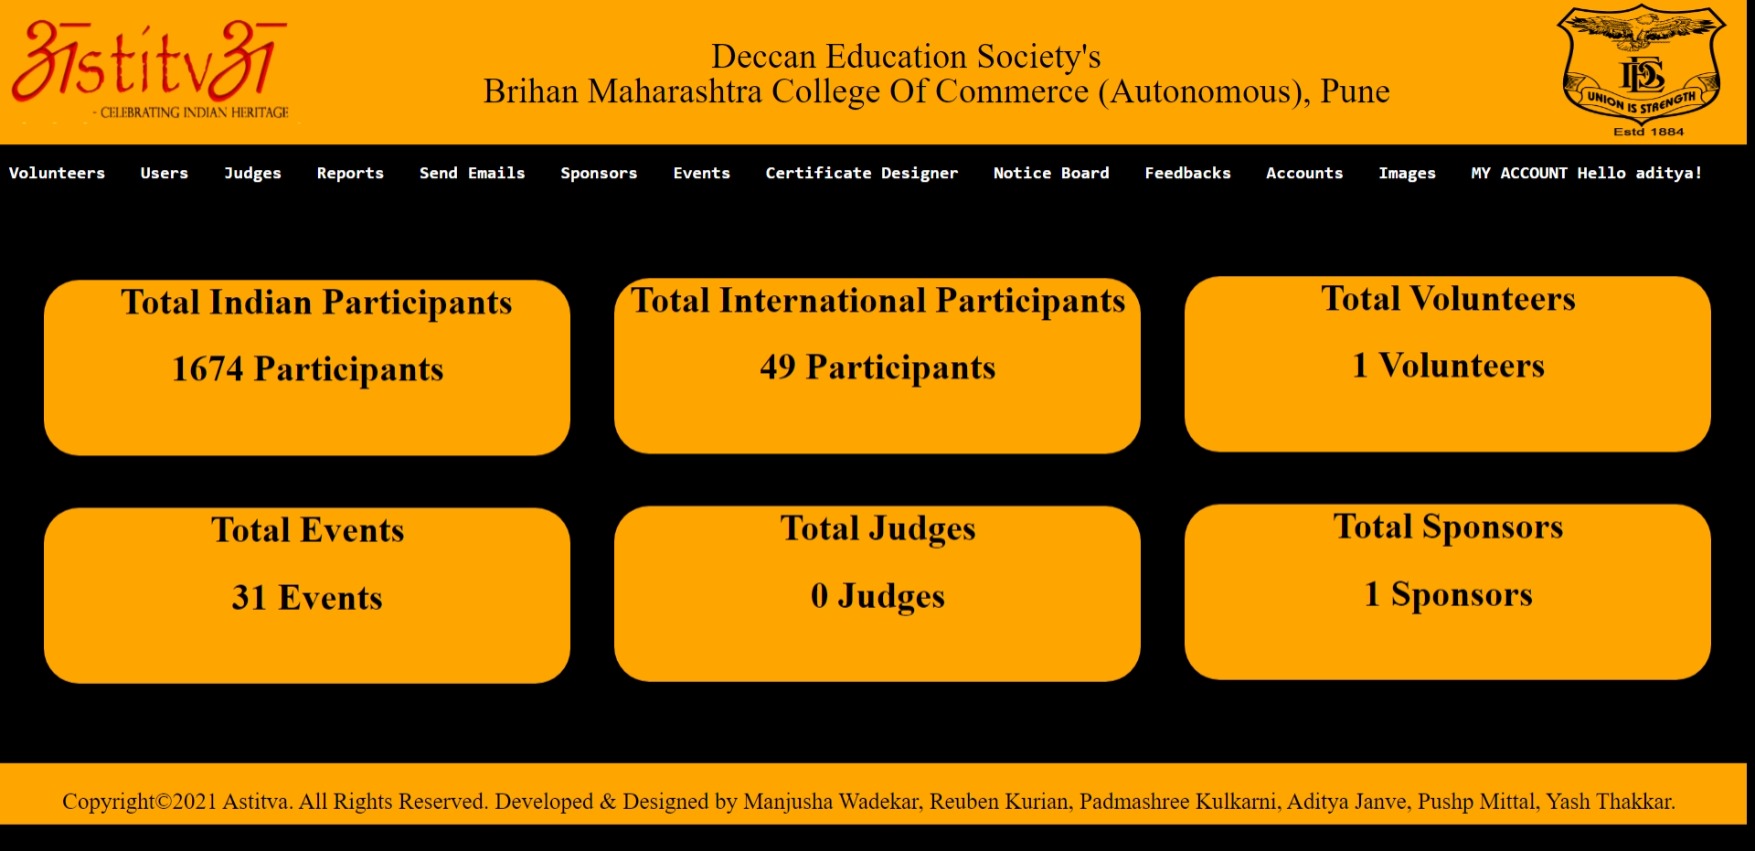 अstitvअ
- CELEBRATING INDIAN HERITAGE
Deccan Education Society's
Brihan Maharashtra College Of Commerce (Autonomous), Pune
DES
UNION IS STRENGTH
Estd 1884
Volunteers Users Judges Reports Send Emails Sponsors Events Certificate Designer Notice Board Feedbacks Accounts Images MY ACCOUNT Hello aditya!
Total Indian Participants
1674 Participants
Total International Participants
49 Participants
Total Volunteers
1 Volunteers
Total Events
31 Events
Total Judges
0 Judges
Total Sponsors
1 Sponsors
Copyright©2021 Astitva. All Rights Reserved. Developed & Designed by Manjusha Wadekar, Reuben Kurian, Padmashree Kulkarni, Aditya Janve, Pushp Mittal, Yash Thakkar.